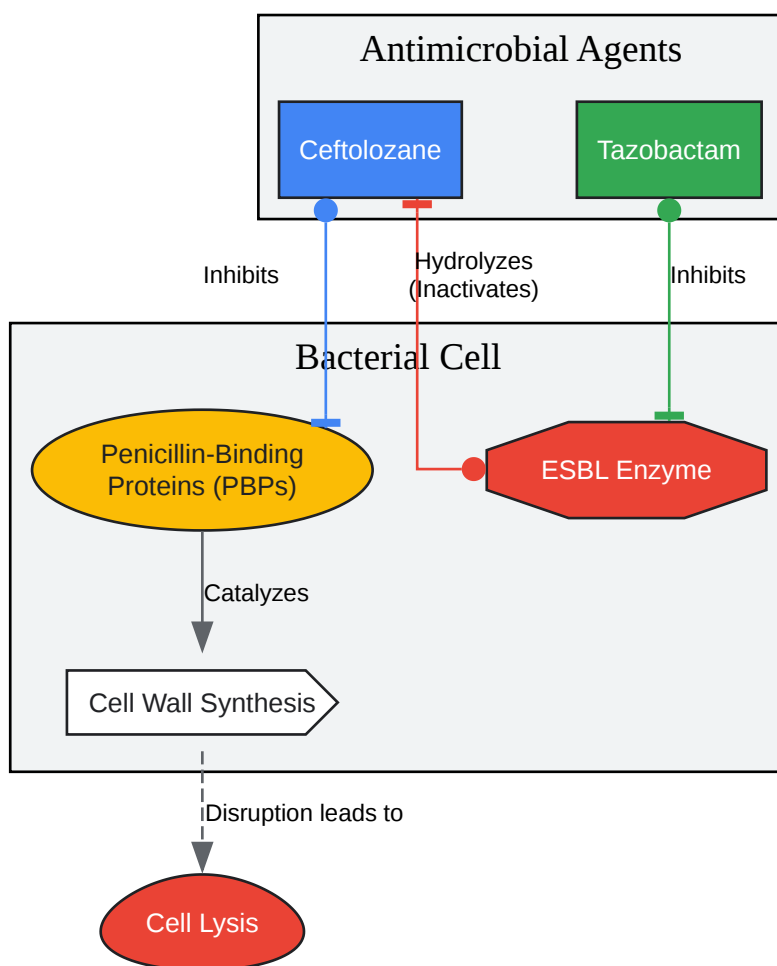 Antimicrobial Agents
Ceftolozane
Tazobactam
Inhibits
Hydrolyzes
(Inactivates)
Inhibits
Bacterial Cell
Penicillin-Binding
Proteins (PBPs)
ESBL Enzyme
Catalyzes
Cell Wall Synthesis
Disruption leads to
Cell Lysis